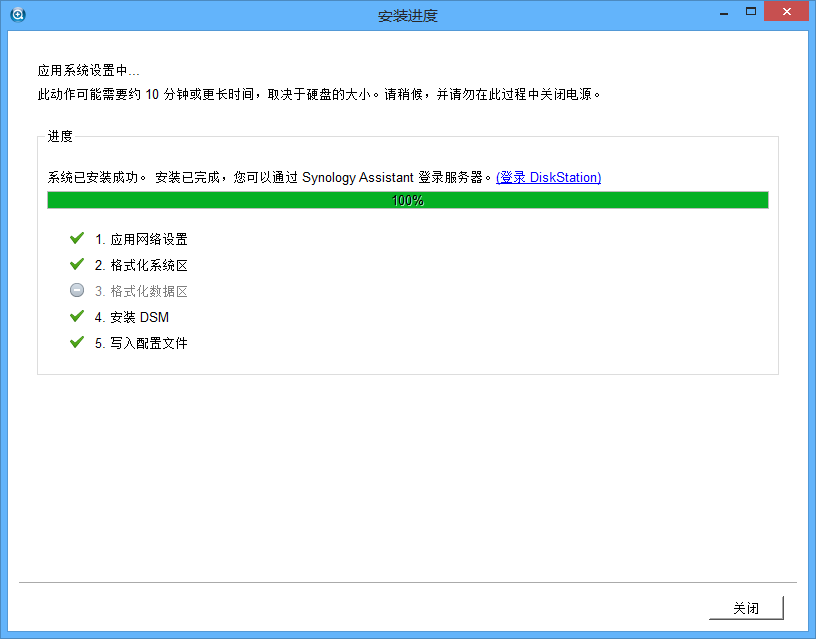 安装进度
应用系统设置中...
此动作可能需要约 10 分钟或更长时间，取决于硬盘的大小。请稍候，并请勿在此过程中关闭电源。
进度
系统已安装成功。 安装已完成，您可以通过 Synology Assistant 登录服务器。(登录 DiskStation)
100%
1. 应用网络设置
2. 格式化系统区
3. 格式化数据区
4. 安装 DSM
5. 写入配置文件
关闭